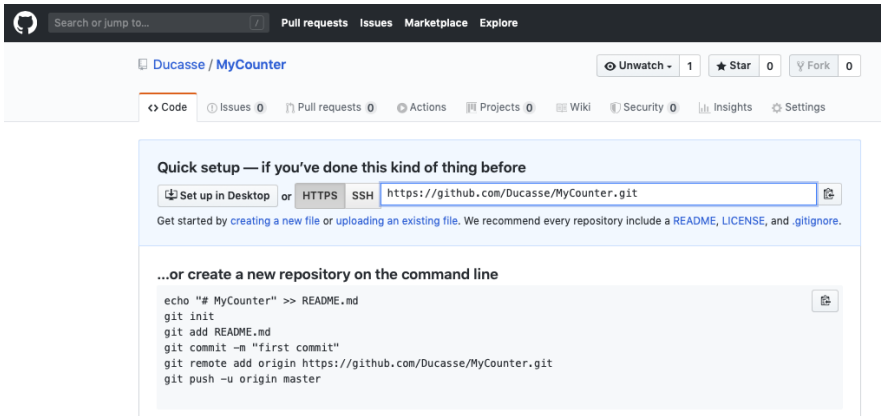 Search or jump to... / Pull requests Issues Marketplace Explore
Ducasse / MyCounter Unwatch 1 Star 0 Fork 0
Code Issues 0 Pull requests 0 Actions Projects 0 Wiki Security 0 Insights Settings
Quick setup — if you've done this kind of thing before
Set up in Desktop or HTTPS SSH https://github.com/Ducasse/MyCounter.git
Get started by creating a new file or uploading an existing file. We recommend every repository include a README, LICENSE, and .gitignore.
...or create a new repository on the command line
echo "# MyCounter" >> README.md
git init
git add README.md
git commit -m "first commit"
git remote add origin https://github.com/Ducasse/MyCounter.git
git push -u origin master